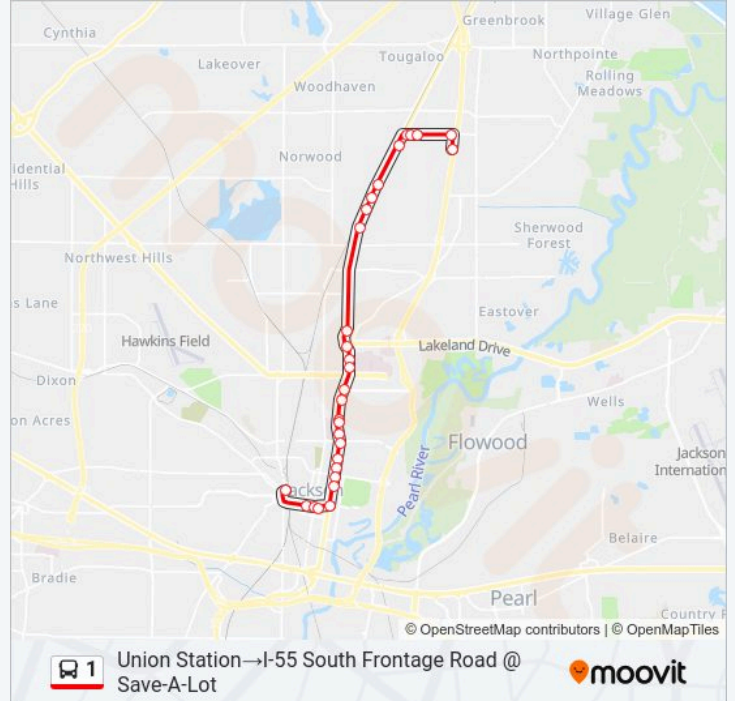 Village Glen
Greenbrook
Cynthia
Tougaloo
Northpointe
Lakeover
Rolling
Meadows
Woodhaven
idential
Hills
Norwood
Sherwood
Forest
Northwest Hills
s Lane
Eastover
Hawkins Field
Lakeland Drive
Dixon
Wells
on Acres
Flowood
Pearl River
Jackson
Internation
ackson
Belaire
Bradie
Pearl
Country
© OpenStreetMap contributors | © OpenMapTiles
1
Union Station→I-55 South Frontage Road @
Save-A-Lot
moovit